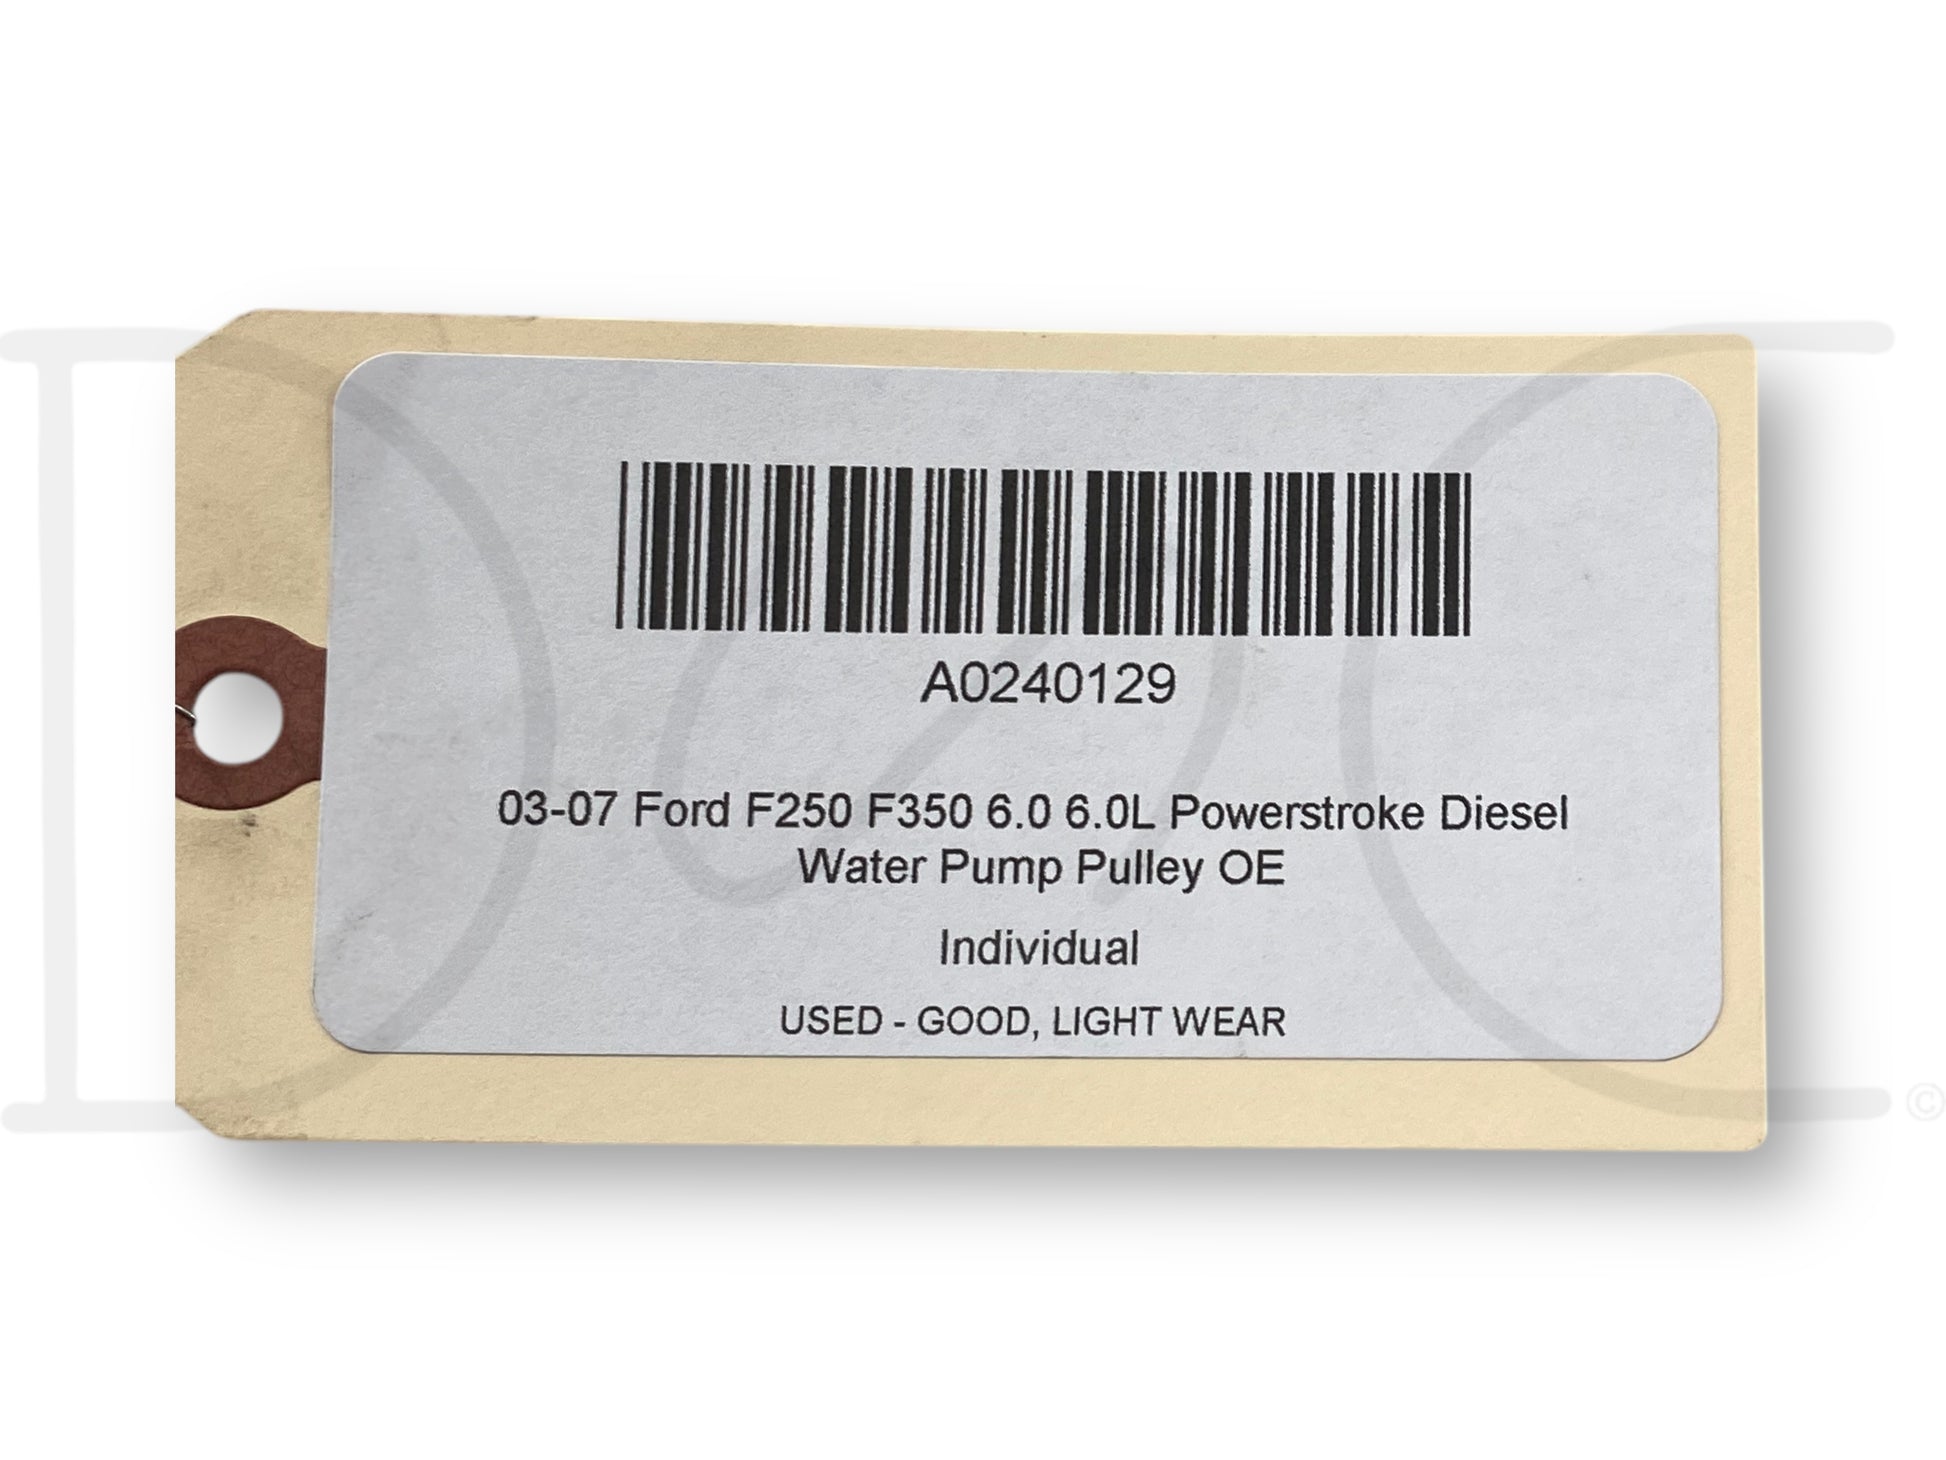 A0240129
03-07 Ford F250 F350 6.0 6.0L Powerstroke Diesel
Water Pump Pulley OE
Individual
USED - GOOD, LIGHT WEAR
©